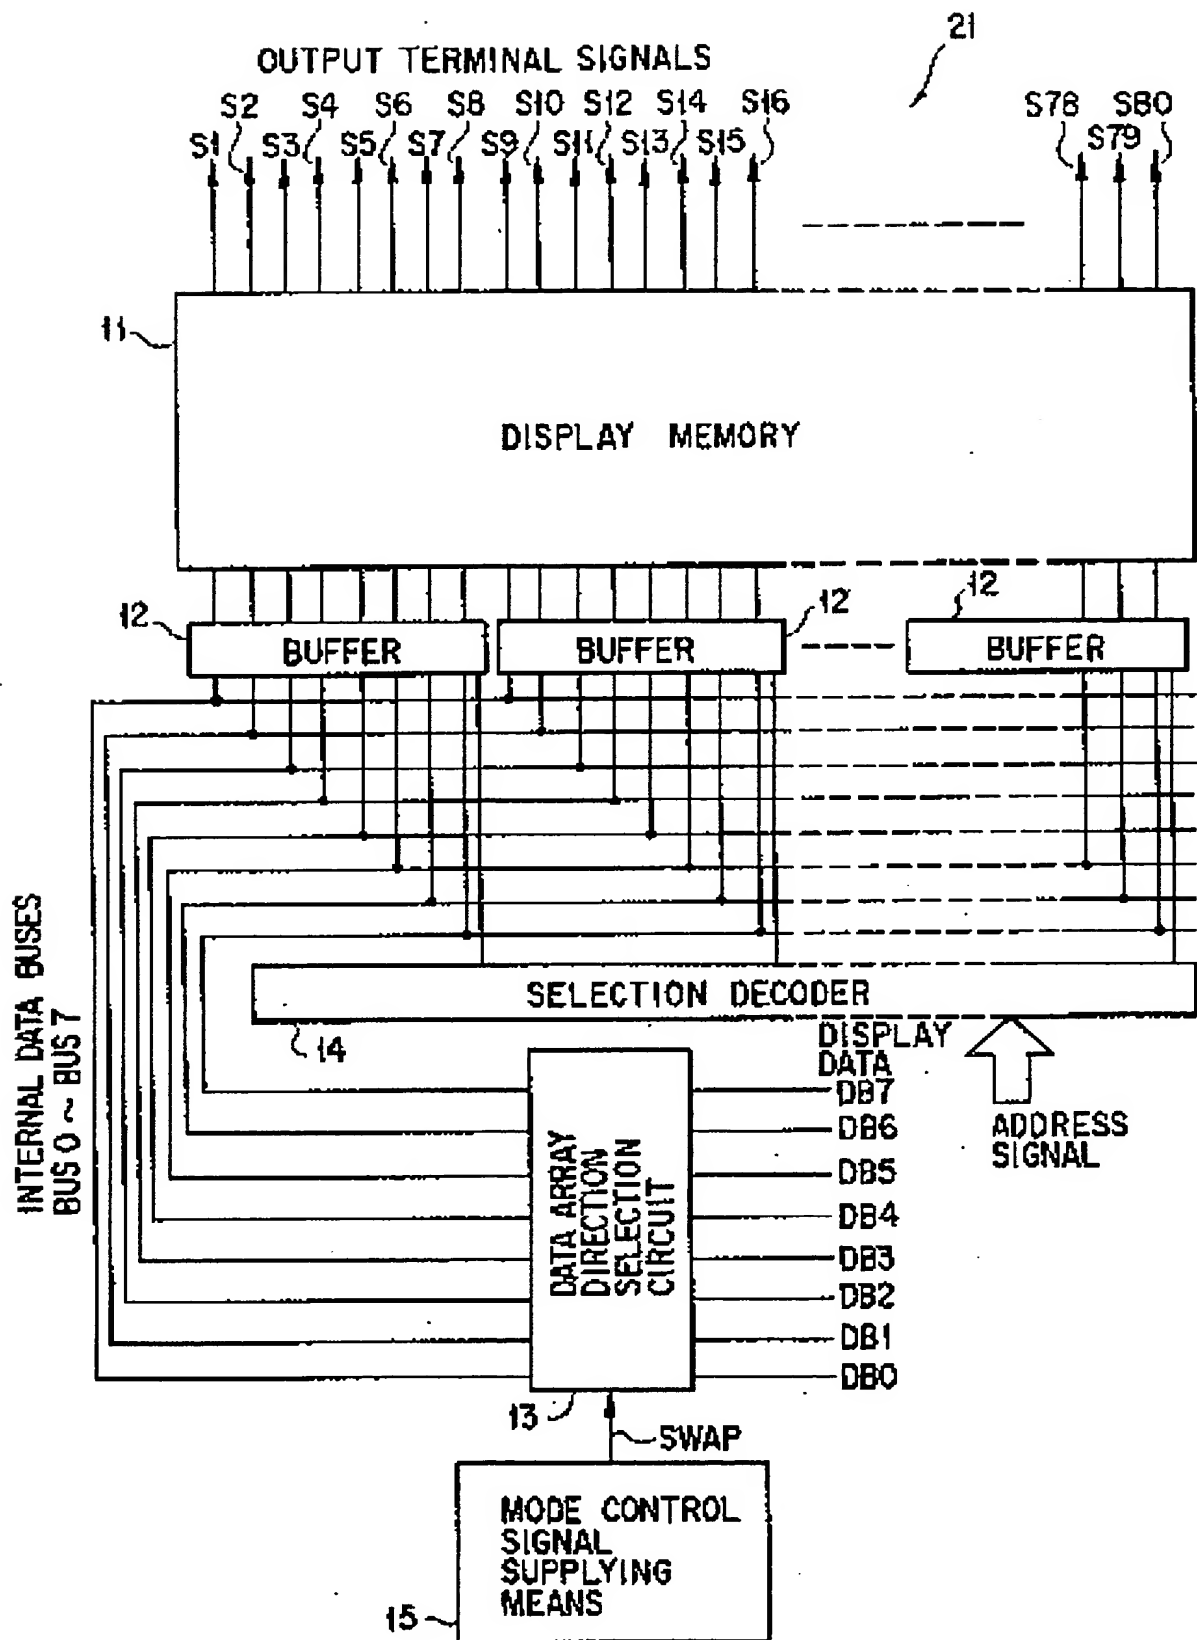 21
OUTPUT TERMINAL SIGNALS
S2 S4 S6 S8 S10 S12 S14 S16 S78 S80
S1 S3 S5 S7 S9 S11 S13 S15 S79
11
DISPLAY MEMORY
12 12 12
BUFFER BUFFER BUFFER
INTERNAL DATA BUSES
BUS 0 ~ BUS 7
SELECTION DECODER
14
DISPLAY
DATA
DB7
DB6
DB5
DB4
DB3
DB2
DB1
DB0
ADDRESS
SIGNAL
DATA ARRAY
DIRECTION
SELECTION
CIRCUIT
13
SWAP
MODE CONTROL
SIGNAL
SUPPLYING
MEANS
15